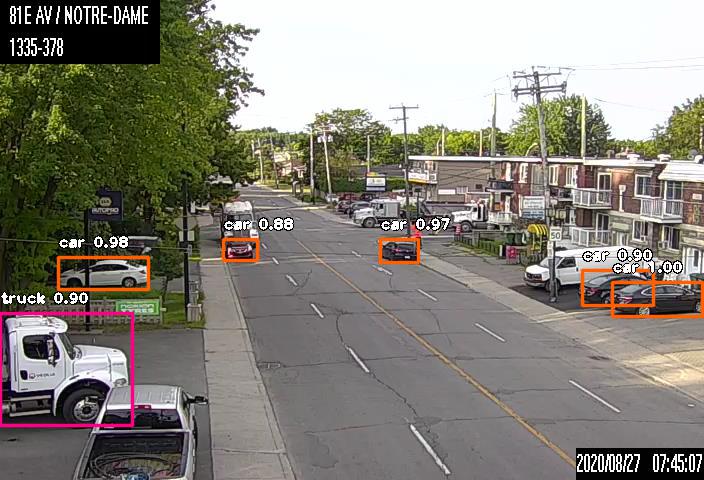 81E AV / NOTRE-DAME
1335-378
car 0.88
car 0.97
car 0.98
car 0.90
car 1.00
truck 0.90
50
2020/08/27 07:45:07